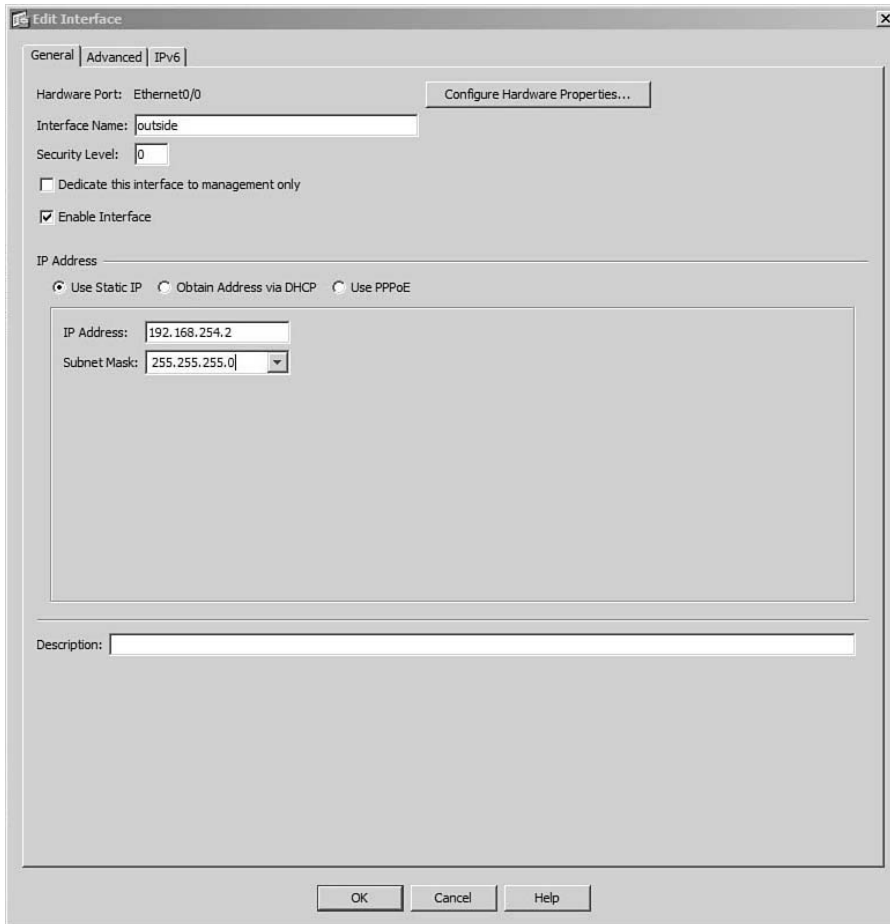 Edit Interface
General Advanced IPv6
Hardware Port: Ethernet0/0 Configure Hardware Properties...
Interface Name: outside
Security Level: 0
Dedicate this interface to management only
Enable Interface
IP Address
Use Static IP Obtain Address via DHCP Use PPPoE
IP Address: 192.168.254.2
Subnet Mask: 255.255.255.0
Description:
OK Cancel Help